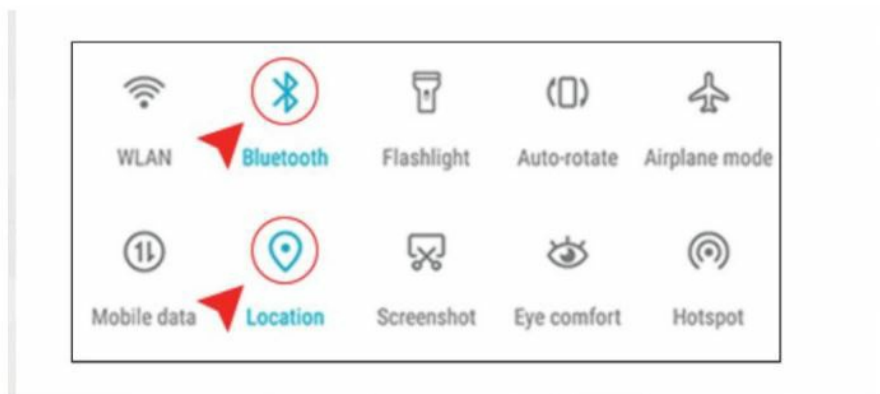 WLAN Bluetooth Flashlight Auto-rotate Airplane mode
Mobile data Location Screenshot Eye comfort Hotspot